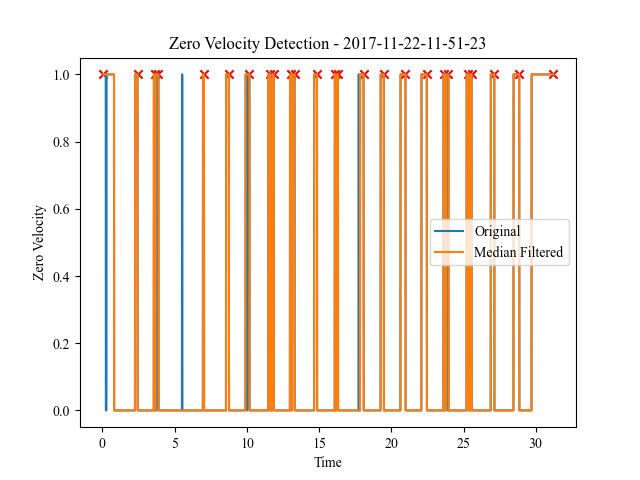 Zero Velocity Detection - 2017-11-22-11-51-23
1.0
0.8
0.6
0.4
0.2
0.0
Zero Velocity
Original
Median Filtered
0 5 10 15 20 25 30
Time